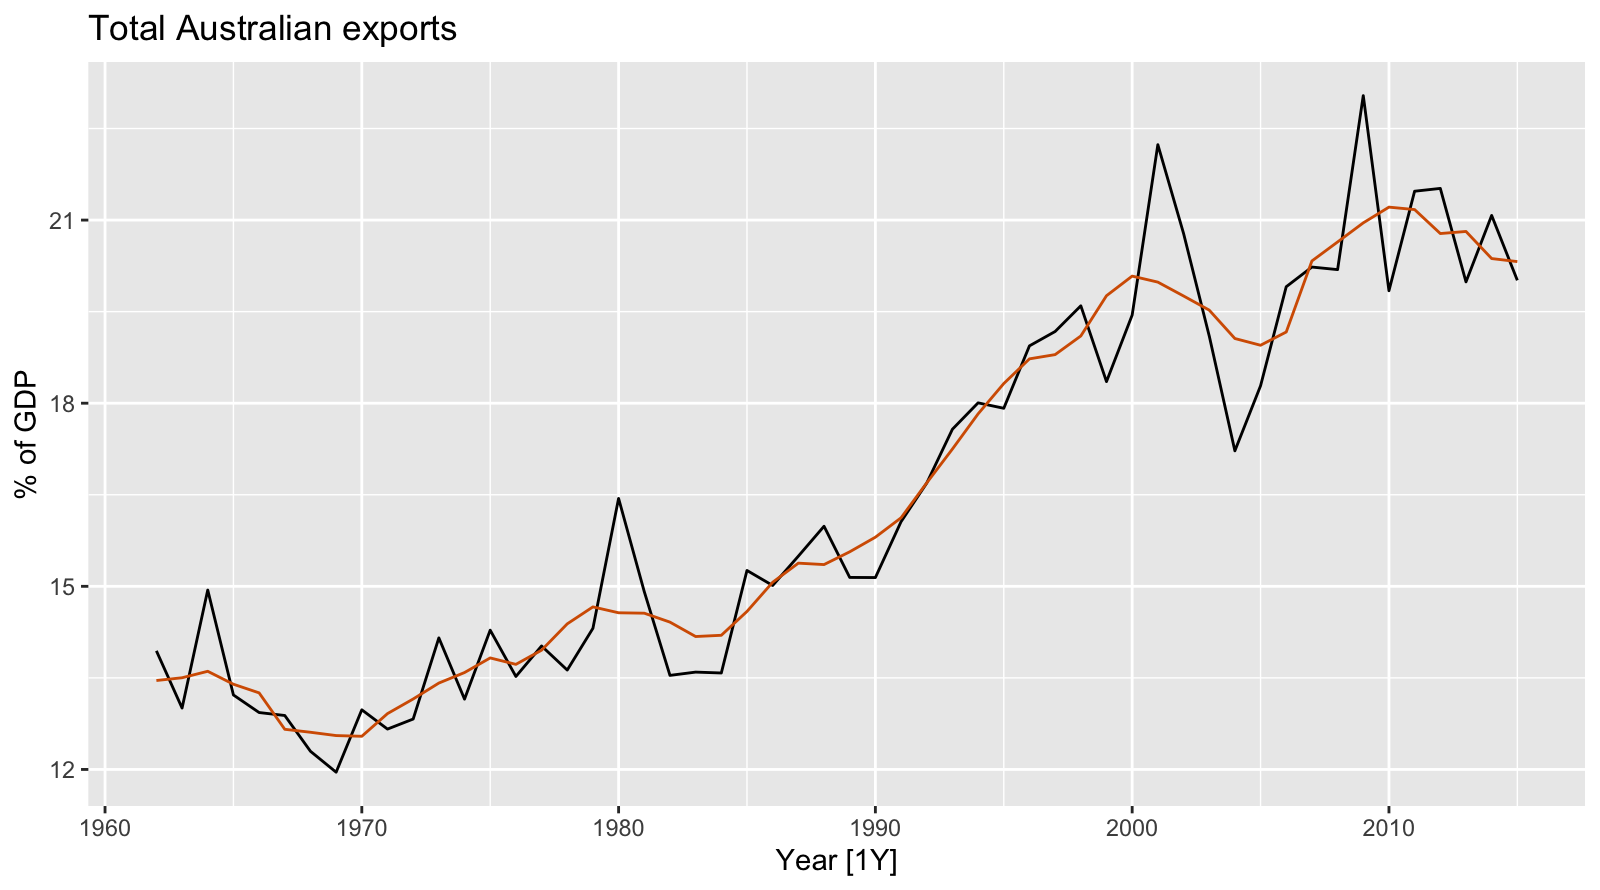 Total Australian exports
% of GDP
21
18
15
12
1960 1970 1980 1990 2000 2010
Year [1Y]